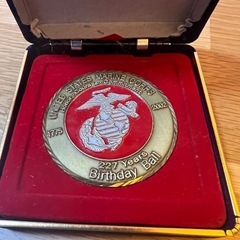 UNITED STATES MARINE CORPS
1775
2002
227 Years
Birthday Ball